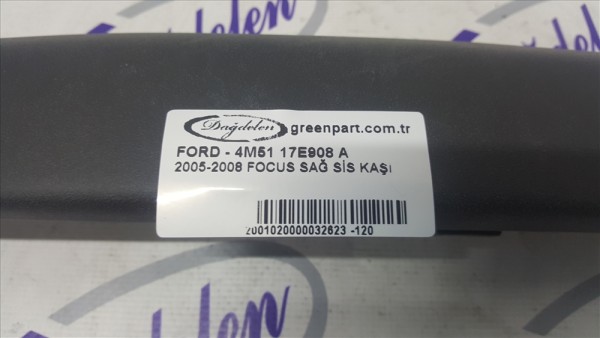 Dağdelen
greenpart.com.tr
FORD - 4M51 17E908 A
2005-2008 FOCUS SAĞ SİS KAŞI
2001020000032623 -120